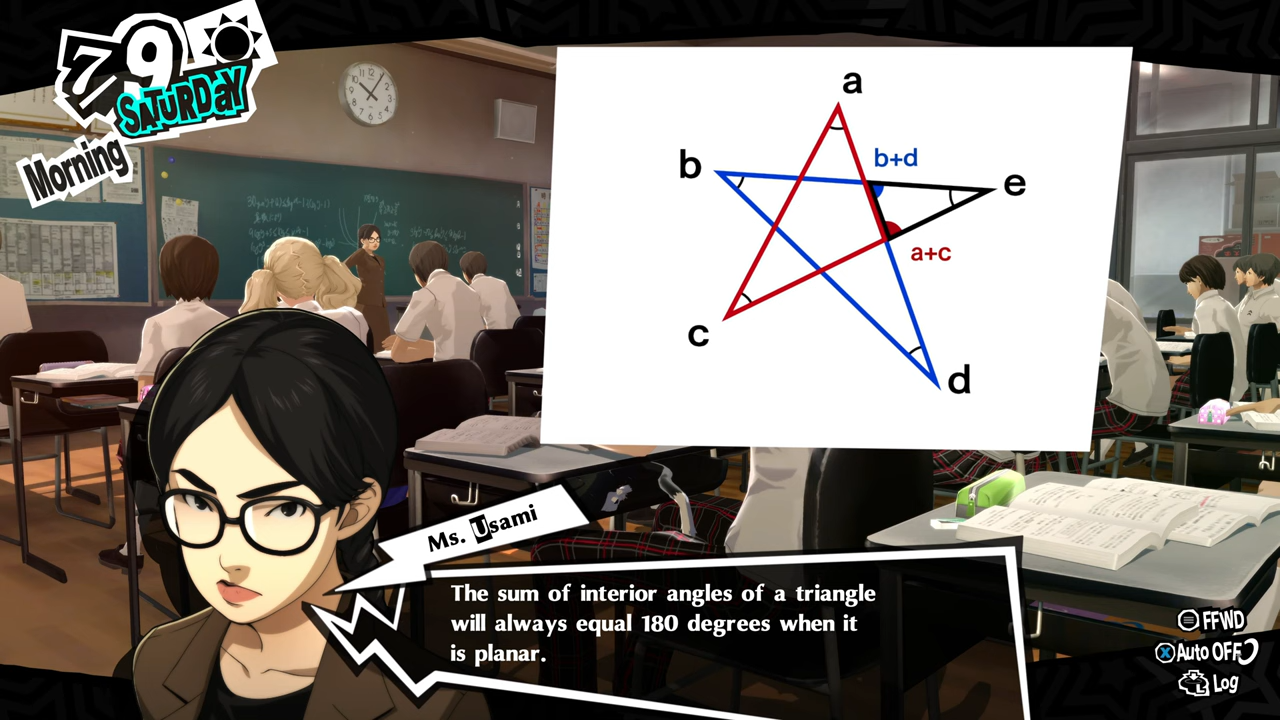 7 9
SATURDAY
Morning
a
b
b+d
e
a+c
c
d
Ms. Usami
The sum of interior angles of a triangle
will always equal 180 degrees when it
is planar.
FFWD
Auto OFF
Log